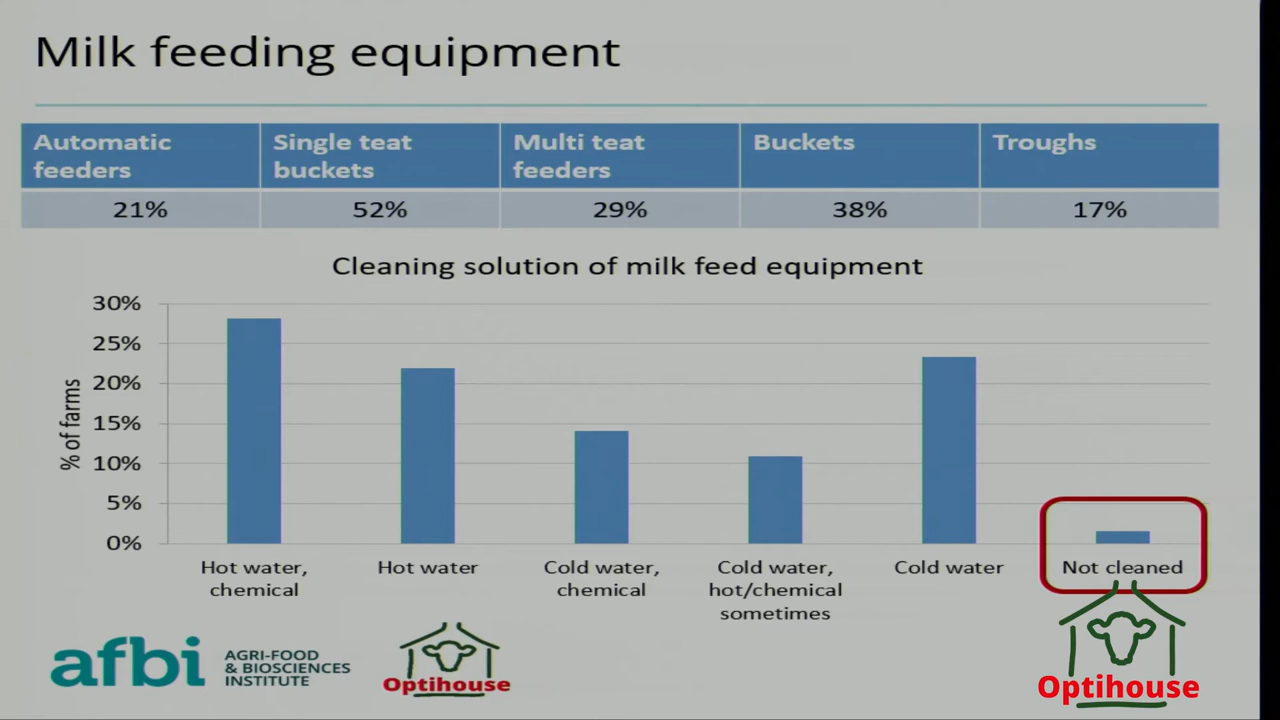 Milk feeding equipment
Automatic feeders
Single teat buckets
Multi teat feeders
Buckets
Troughs
21%
52%
29%
38%
17%
Cleaning solution of milk feed equipment
% of farms
30%
25%
20%
15%
10%
5%
0%
Hot water,
chemical
Hot water
Cold water,
chemical
Cold water,
hot/chemical
sometimes
Cold water
Not cleaned
afbi
AGRI-FOOD
& BIOSCIENCES
INSTITUTE
Optihouse
Optihouse